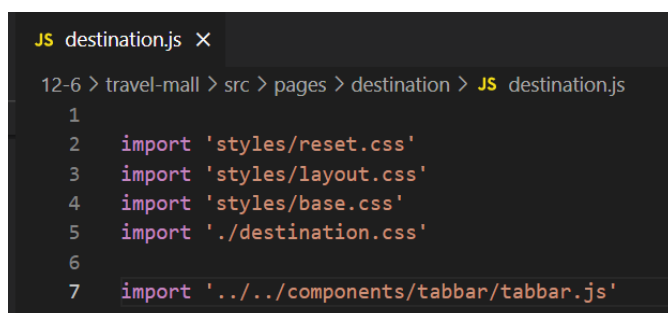 JS destination.js ×
12-6 > travel-mall > src > pages > destination > JS destination.js
1
2 import 'styles/reset.css'
3 import 'styles/layout.css'
4 import 'styles/base.css'
5 import './destination.css'
6
7 import '../../components/tabbar/tabbar.js'